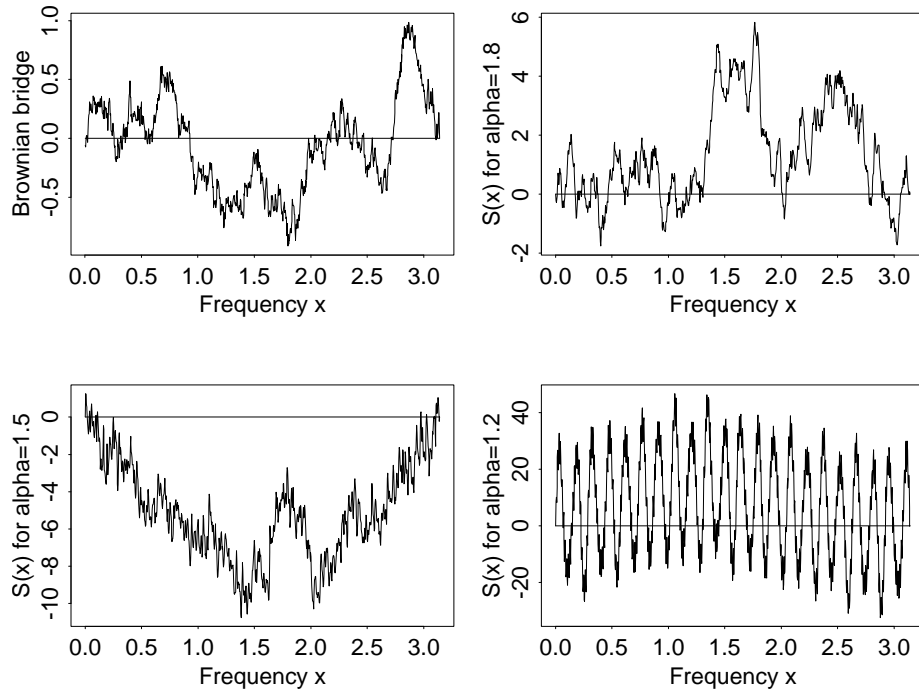 1.0
0.5
0.0
-0.5
Brownian bridge
0.0 0.5 1.0 1.5 2.0 2.5 3.0
Frequency x
6
4
2
0
-2
S(x) for alpha=1.8
0.0 0.5 1.0 1.5 2.0 2.5 3.0
Frequency x
0
-2
-4
-6
-8
-10
S(x) for alpha=1.5
0.0 0.5 1.0 1.5 2.0 2.5 3.0
Frequency x
40
20
0
-20
S(x) for alpha=1.2
0.0 0.5 1.0 1.5 2.0 2.5 3.0
Frequency x